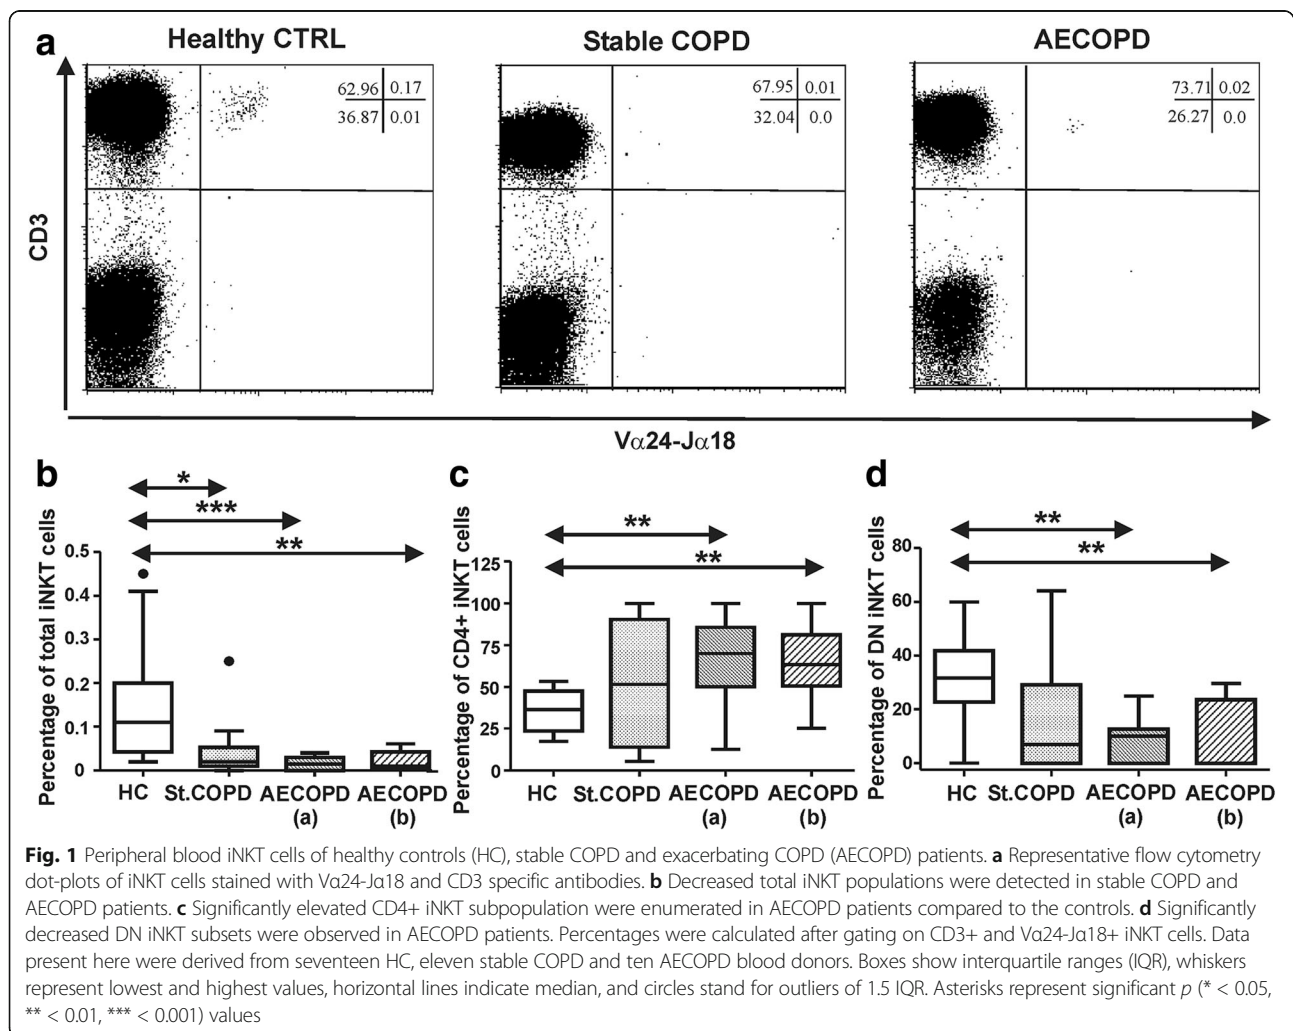 a
Healthy CTRL
Stable COPD
AECOPD
62.96 0.17
36.87 0.01
67.95 0.01
32.04 0.0
73.71 0.02
26.27 0.0
CD3
Vα24-Jα18
b
*
***
**
Percentage of total iNKT cells
0.5
0.4
0.3
0.2
0.1
0
HC
St.COPD
AECOPD
(a)
AECOPD
(b)
c
**
**
Percentage of CD4+ iNKT cells
125
100
75
50
25
0
HC
St.COPD
AECOPD
(a)
AECOPD
(b)
d
**
**
Percentage of DN iNKT cells
80
60
40
20
0
HC
St.COPD
AECOPD
(a)
AECOPD
(b)
Fig. 1 Peripheral blood iNKT cells of healthy controls (HC), stable COPD and exacerbating COPD (AECOPD) patients. a Representative flow cytometry
dot-plots of iNKT cells stained with Vα24-Jα18 and CD3 specific antibodies. b Decreased total iNKT populations were detected in stable COPD and
AECOPD patients. c Significantly elevated CD4+ iNKT subpopulation were enumerated in AECOPD patients compared to the controls. d Significantly
decreased DN iNKT subsets were observed in AECOPD patients. Percentages were calculated after gating on CD3+ and Vα24-Jα18+ iNKT cells. Data
present here were derived from seventeen HC, eleven stable COPD and ten AECOPD blood donors. Boxes show interquartile ranges (IQR), whiskers
represent lowest and highest values, horizontal lines indicate median, and circles stand for outliers of 1.5 IQR. Asterisks represent significant p (* < 0.05,
** < 0.01, *** < 0.001) values